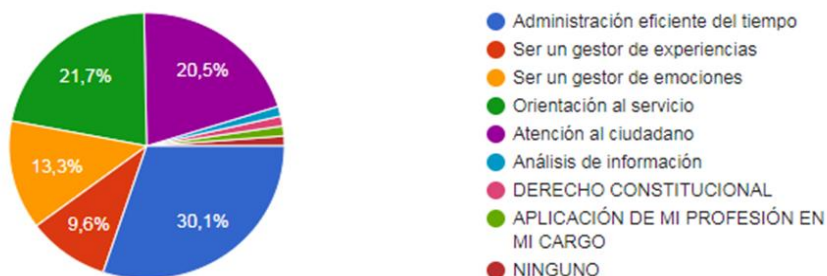 21,7%
20,5%
13,3%
9,6%
30,1%
Administración eficiente del tiempo
Ser un gestor de experiencias
Ser un gestor de emociones
Orientación al servicio
Atención al ciudadano
Análisis de información
DERECHO CONSTITUCIONAL
APLICACIÓN DE MI PROFESIÓN EN
MI CARGO
NINGUNO